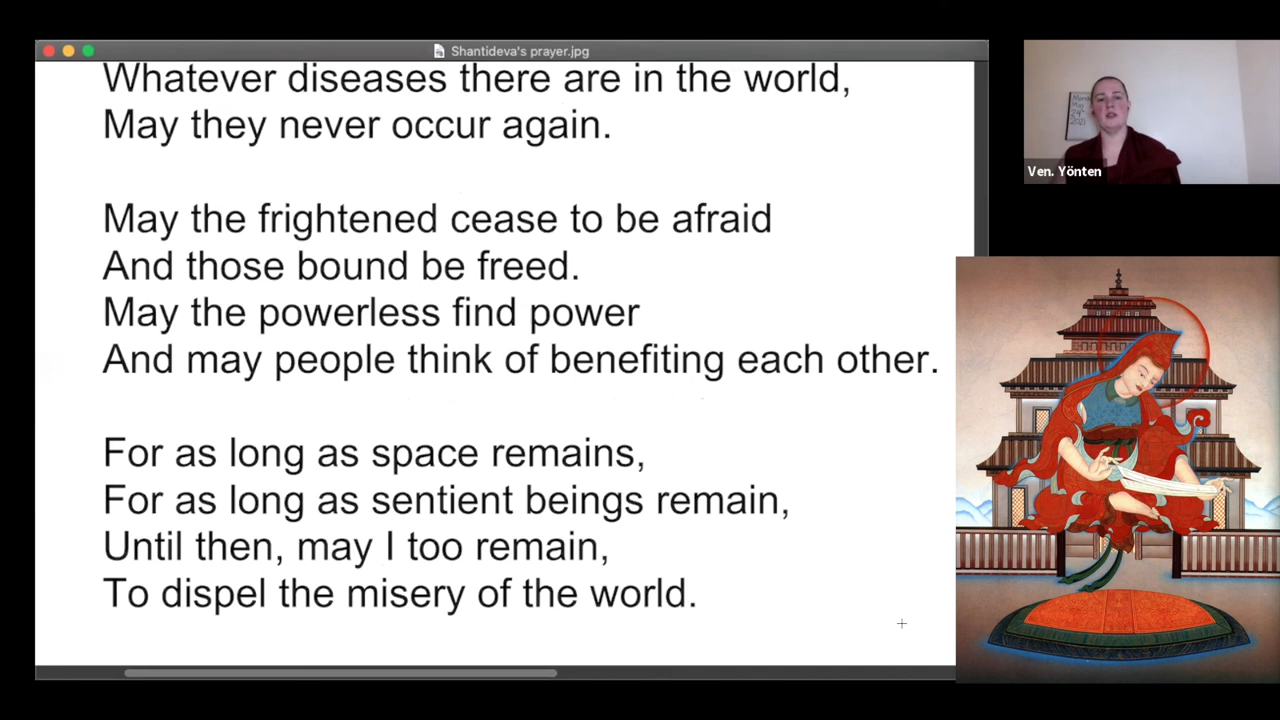 Shantideva's prayer.jpg
Whatever diseases there are in the world,
May they never occur again.
May the frightened cease to be afraid
And those bound be freed.
May the powerless find power
And may people think of benefiting each other.
For as long as space remains,
For as long as sentient beings remain,
Until then, may I too remain,
To dispel the misery of the world.
May
24th
2021
Ven. Yönten